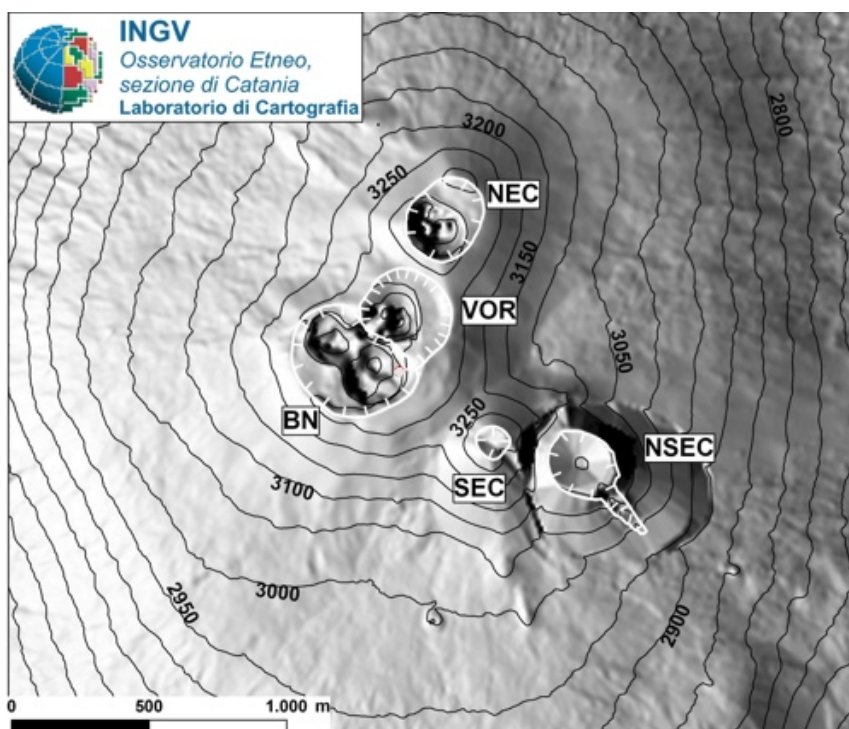 INGV
Osservatorio Etneo,
sezione di Catania
Laboratorio di Cartografia
2800
3200
3250
NEC
3150
VOR
3050
BN
3250
NSEC
SEC
3100
3000
2950
2900
0 500 1.000 m